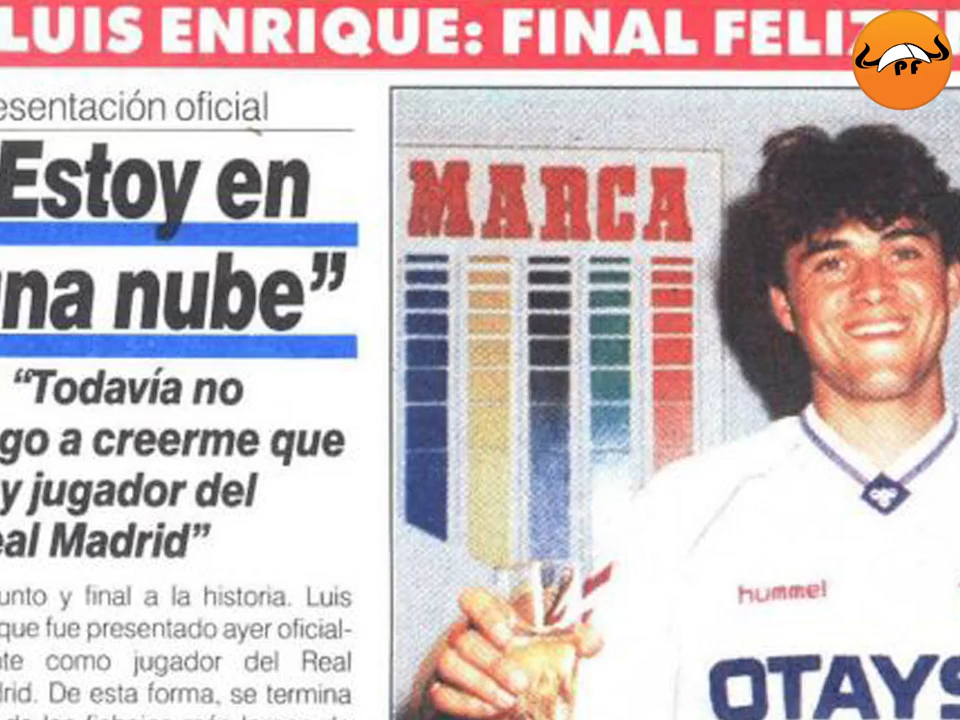 LUIS ENRIQUE: FINAL FELIZ
PF
esentación oficial
Estoy en
una nube”
“Todavía no
go a creerme que
y jugador del
eal Madrid”
unto y final a la historia. Luis
que fue presentado ayer oficial-
te como jugador del Real
drid. De esta forma, se termina
MARCA
hummel
OTAYS